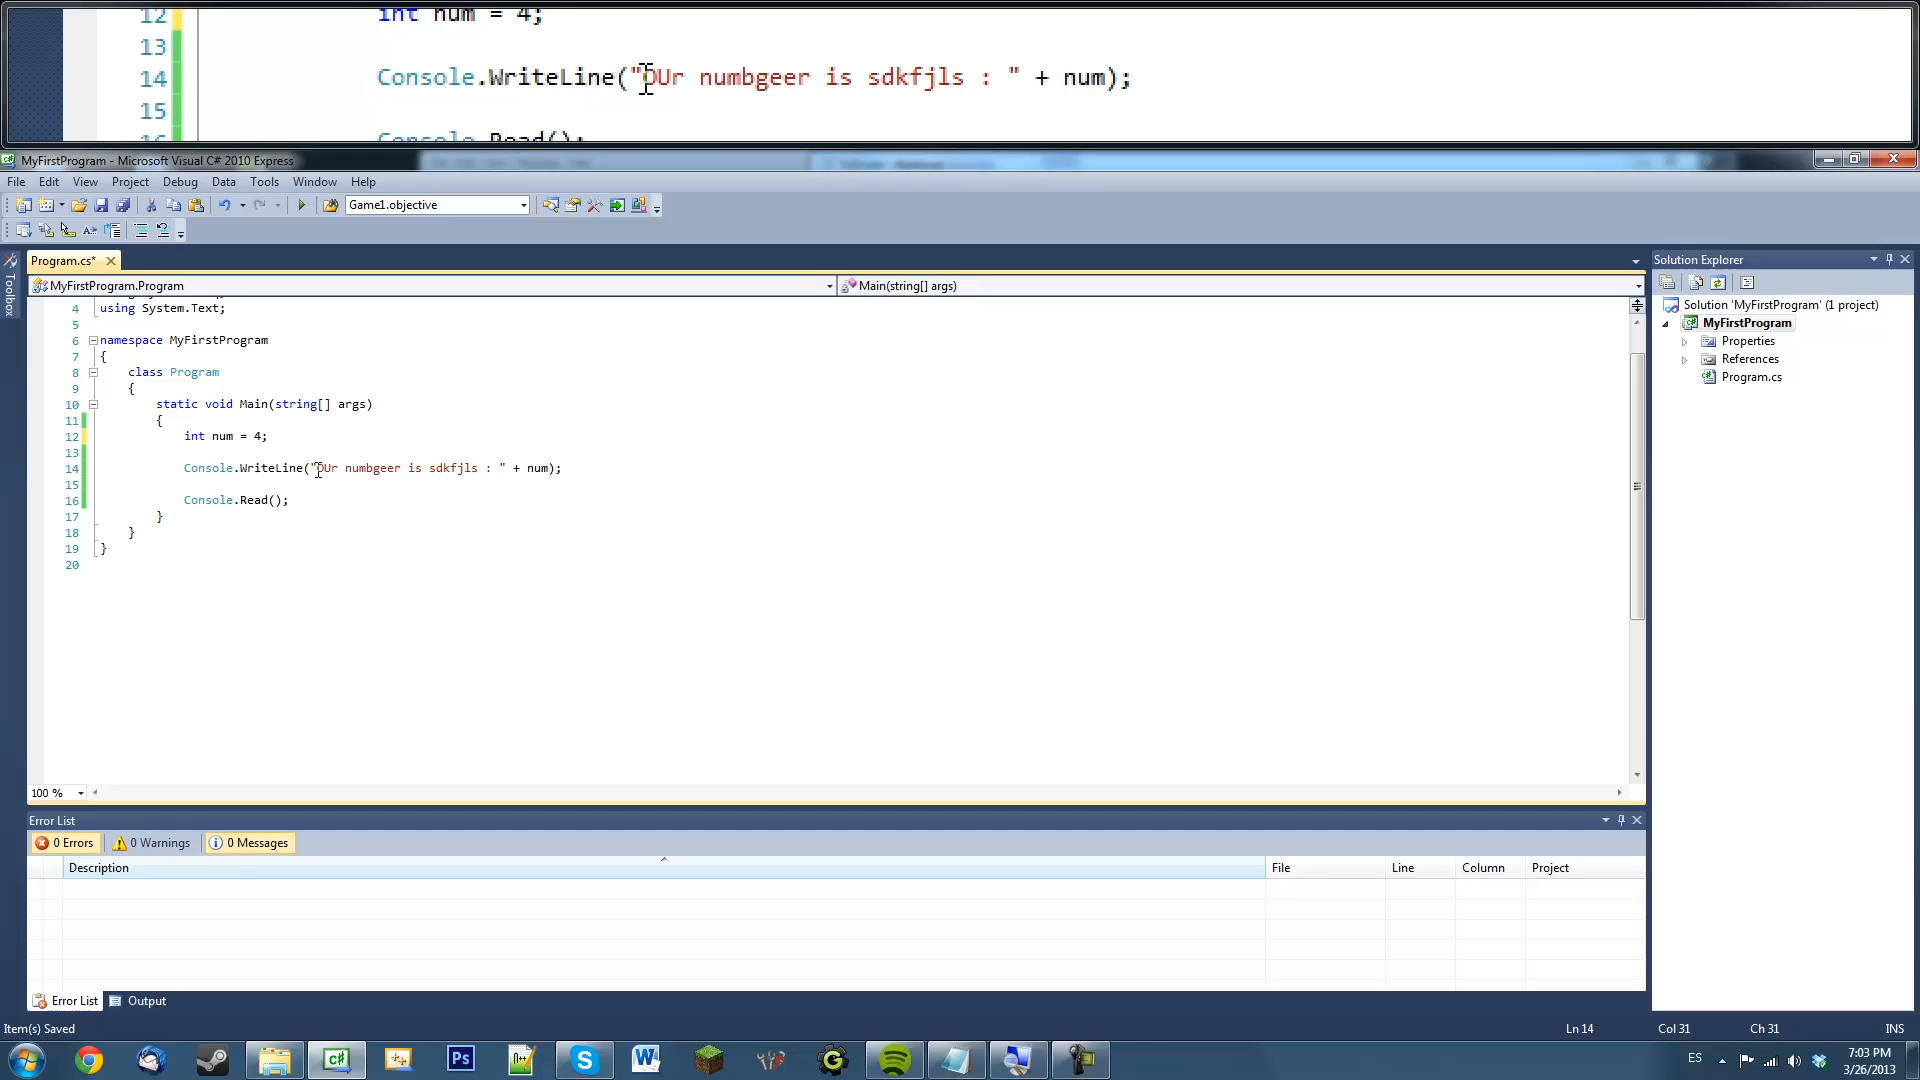 12 int num = 4;
13
14 Console.WriteLine("OUr numbgeer is sdkfjls : " + num);
15
Console.Read();
MyFirstProgram - Microsoft Visual C# 2010 Express
File Edit View Project Debug Data Tools Window Help
Game1.objective
Program.cs*
Toolbox
MyFirstProgram.Program
Main(string[] args)
4 using System.Text;
5
6 namespace MyFirstProgram
7 {
8 class Program
9 {
10 static void Main(string[] args)
11 {
12 int num = 4;
13
14 Console.WriteLine("OUr numbgeer is sdkfjls : " + num);
15
16 Console.Read();
17 }
18 }
19 }
20
100 %
Solution Explorer
Solution 'MyFirstProgram' (1 project)
MyFirstProgram
Properties
References
Program.cs
Error List
0 Errors 0 Warnings 0 Messages
Description File Line Column Project
Error List Output
Item(s) Saved Ln 14 Col 31 Ch 31 INS
C#
Ps
ES
7:03 PM
3/26/2013